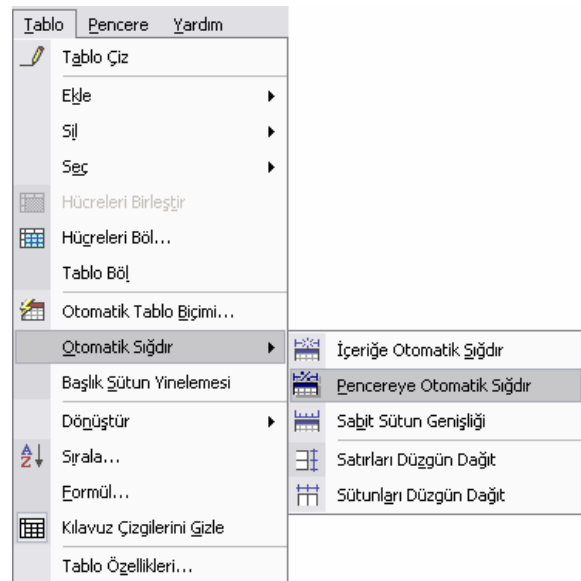 Tablo Pencere Yardım
Tablo Çiz
Ekle
Sil
Seç
Hücreleri Birleştir
Hücreleri Böl...
Tablo Böl
Otomatik Tablo Biçimi...
Otomatik Sığdır
Başlık Sütun Yinelemesi
Dönüştür
Sırala...
Formül...
Kılavuz Çizgilerini Gizle
Tablo Özellikleri...
İçeriğe Otomatik Sığdır
Pencereye Otomatik Sığdır
Sabit Sütun Genişliği
Satırları Düzgün Dağıt
Sütunları Düzgün Dağıt